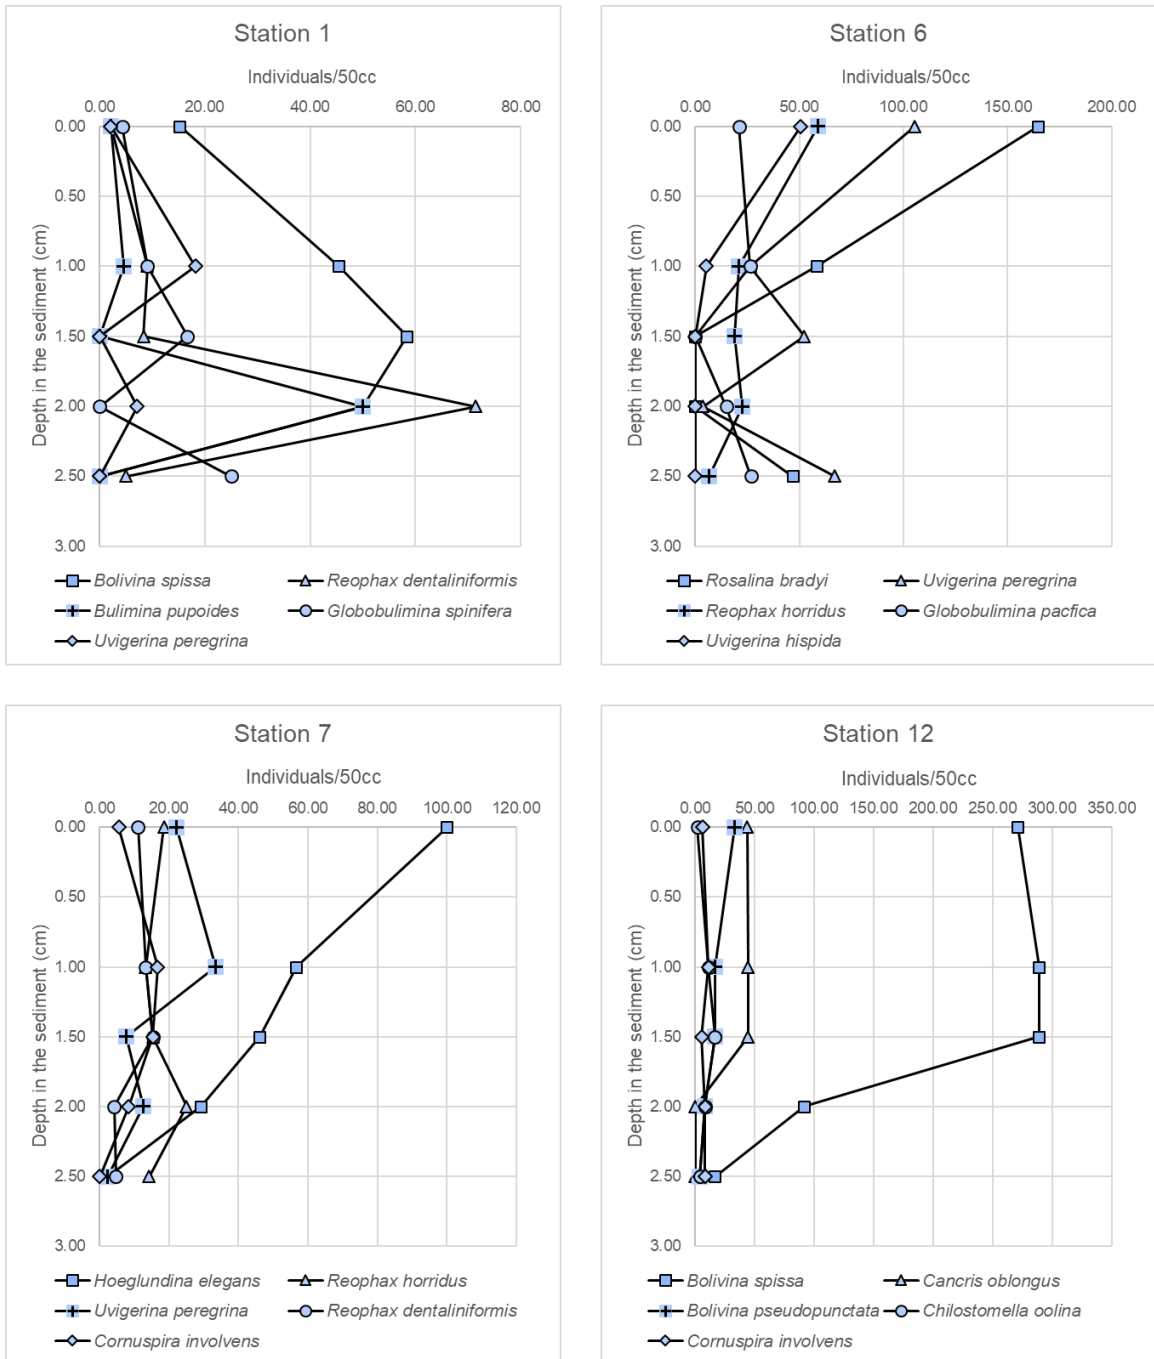 Station 1
Individuals/50cc
0.00 20.00 40.00 60.00 80.00
0.00
0.50
1.00
1.50
2.00
2.50
3.00
Depth in the sediment (cm)
Bolivina spissa Reophax dentaliniformis
Bulimina pupoides Globobulimina spinifera
Uvigerina peregrina
Station 6
Individuals/50cc
0.00 50.00 100.00 150.00 200.00
0.00
0.50
1.00
1.50
2.00
2.50
3.00
Depth in the sediment (cm)
Rosalina bradyi Uvigerina peregrina
Reophax horridus Globobulimina pacfica
Uvigerina hispida
Station 7
Individuals/50cc
0.00 20.00 40.00 60.00 80.00 100.00 120.00
0.00
0.50
1.00
1.50
2.00
2.50
3.00
Depth in the sediment (cm)
Hoeglundina elegans Reophax horridus
Uvigerina peregrina Reophax dentaliniformis
Cornuspira involvens
Station 12
Individuals/50cc
0.00 50.00 100.00 150.00 200.00 250.00 300.00 350.00
0.00
0.50
1.00
1.50
2.00
2.50
3.00
Depth in the sediment (cm)
Bolivina spissa Cancris oblongus
Bolivina pseudopunctata Chilostomella oolina
Cornuspira involvens